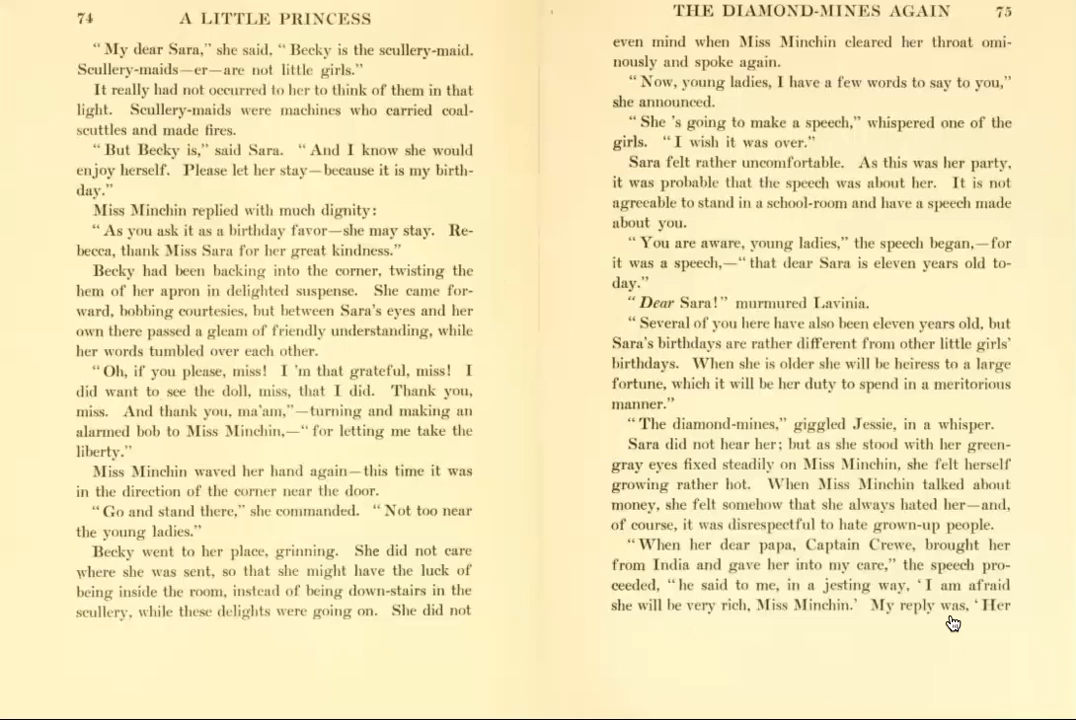 74 A LITTLE PRINCESS
“ My dear Sara,” she said, “ Becky is the scullery-maid.
Scullery-maids—er—are not little girls.”
It really had not occurred to her to think of them in that
light. Scullery-maids were machines who carried coal-
scuttles and made fires.
“ But Becky is,” said Sara. “ And I know she would
enjoy herself. Please let her stay—because it is my birth-
day.”
Miss Minchin replied with much dignity:
“ As you ask it as a birthday favor—she may stay. Re-
becca, thank Miss Sara for her great kindness.”
Becky had been backing into the corner, twisting the
hem of her apron in delighted suspense. She came for-
ward, bobbing courtesies, but between Sara’s eyes and her
own there passed a gleam of friendly understanding, while
her words tumbled over each other.
“ Oh, if you please, miss! I ’m that grateful, miss! I
did want to see the doll, miss, that I did. Thank you,
miss. And thank you, ma’am,”—turning and making an
alarmed bob to Miss Minchin,—“ for letting me take the
liberty.”
Miss Minchin waved her hand again—this time it was
in the direction of the corner near the door.
“ Go and stand there,” she commanded. “ Not too near
the young ladies.”
Becky went to her place, grinning. She did not care
where she was sent, so that she might have the luck of
being inside the room, instead of being down-stairs in the
scullery, while these delights were going on. She did not
THE DIAMOND-MINES AGAIN 75
even mind when Miss Minchin cleared her throat omi-
nously and spoke again.
“ Now, young ladies, I have a few words to say to you,”
she announced.
“ She ’s going to make a speech,” whispered one of the
girls. “ I wish it was over.”
Sara felt rather uncomfortable. As this was her party,
it was probable that the speech was about her. It is not
agreeable to stand in a school-room and have a speech made
about you.
“ You are aware, young ladies,” the speech began,—for
it was a speech,—“ that dear Sara is eleven years old to-
day.”
“ Dear Sara! ” murmured Lavinia.
“ Several of you here have also been eleven years old, but
Sara’s birthdays are rather different from other little girls’
birthdays. When she is older she will be heiress to a large
fortune, which it will be her duty to spend in a meritorious
manner.”
“ The diamond-mines,” giggled Jessie, in a whisper.
Sara did not hear her; but as she stood with her green-
gray eyes fixed steadily on Miss Minchin, she felt herself
growing rather hot. When Miss Minchin talked about
money, she felt somehow that she always hated her—and,
of course, it was disrespectful to hate grown-up people.
“ When her dear papa, Captain Crewe, brought her
from India and gave her into my care,” the speech pro-
ceeded, “ he said to me, in a jesting way, ‘ I am afraid
she will be very rich, Miss Minchin.’ My reply was, ‘ Her